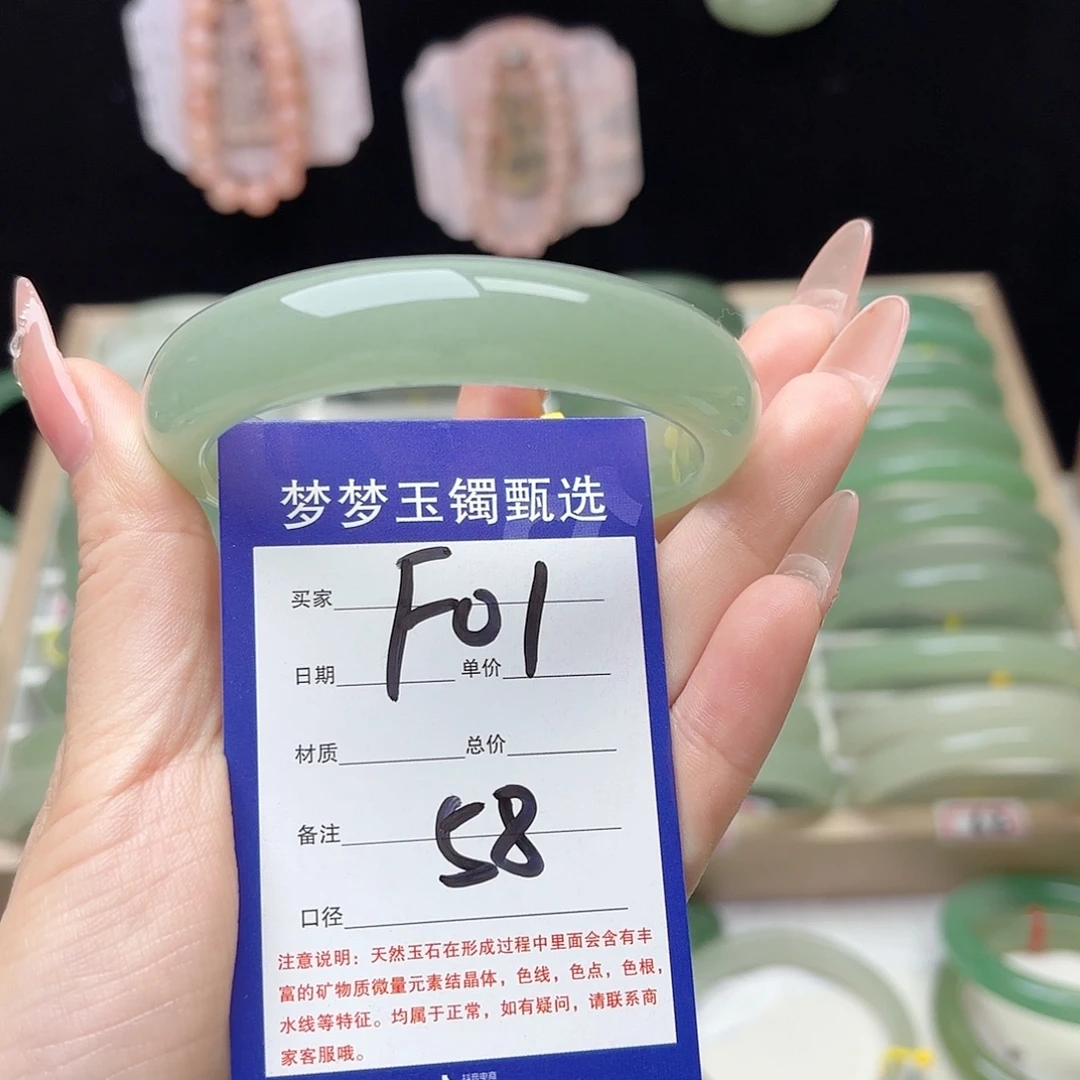 梦梦玉镯甄选
买家 F01
日期 单价
材质 总价
备注 58
口径
注意说明：天然玉石在形成过程中里面会含有丰
富的矿物质微量元素结晶体，色线，色点，色根，
水线等特征。均属于正常，如有疑问，请联系商
家客服哦。
抖音电商